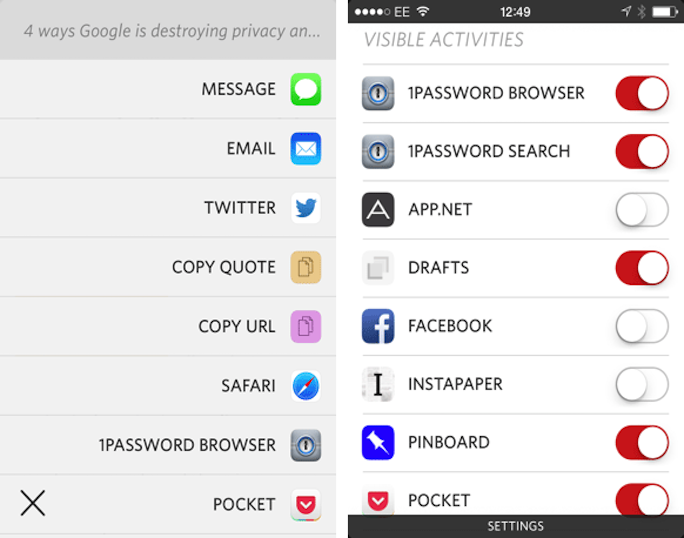 4 ways Google is destroying privacy an...
MESSAGE
EMAIL
TWITTER
COPY QUOTE
COPY URL
SAFARI
1PASSWORD BROWSER
POCKET
EE 12:49
VISIBLE ACTIVITIES
1PASSWORD BROWSER
1PASSWORD SEARCH
APP.NET
DRAFTS
FACEBOOK
INSTAPAPER
PINBOARD
POCKET
SETTINGS